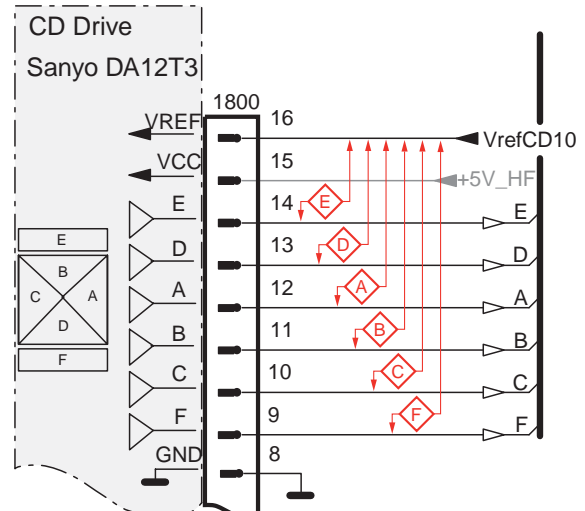 CD Drive
Sanyo DA12T3
1800
VREF 16 VrefCD10
VCC 15 +5V_HF
E 14 E E
D 13 D D
A 12 A A
B 11 B B
C 10 C C
F 9 F F
GND 8
E
B
C A
D
F